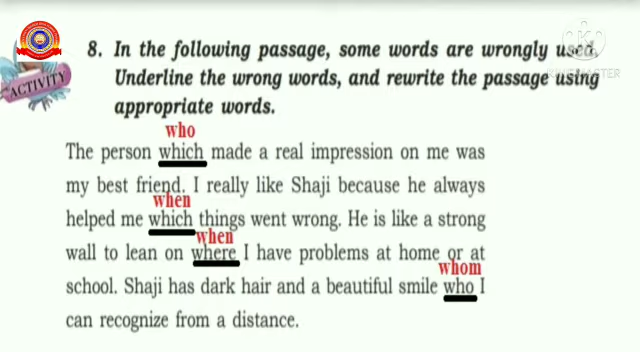 8. In the following passage, some words are wrongly used.
ACTIVITY
Underline the wrong words, and rewrite the passage using
appropriate words.
who
The person which made a real impression on me was
my best friend. I really like Shaji because he always
when
helped me which things went wrong. He is like a strong
when
wall to lean on where I have problems at home or at
whom
school. Shaji has dark hair and a beautiful smile who I
can recognize from a distance.